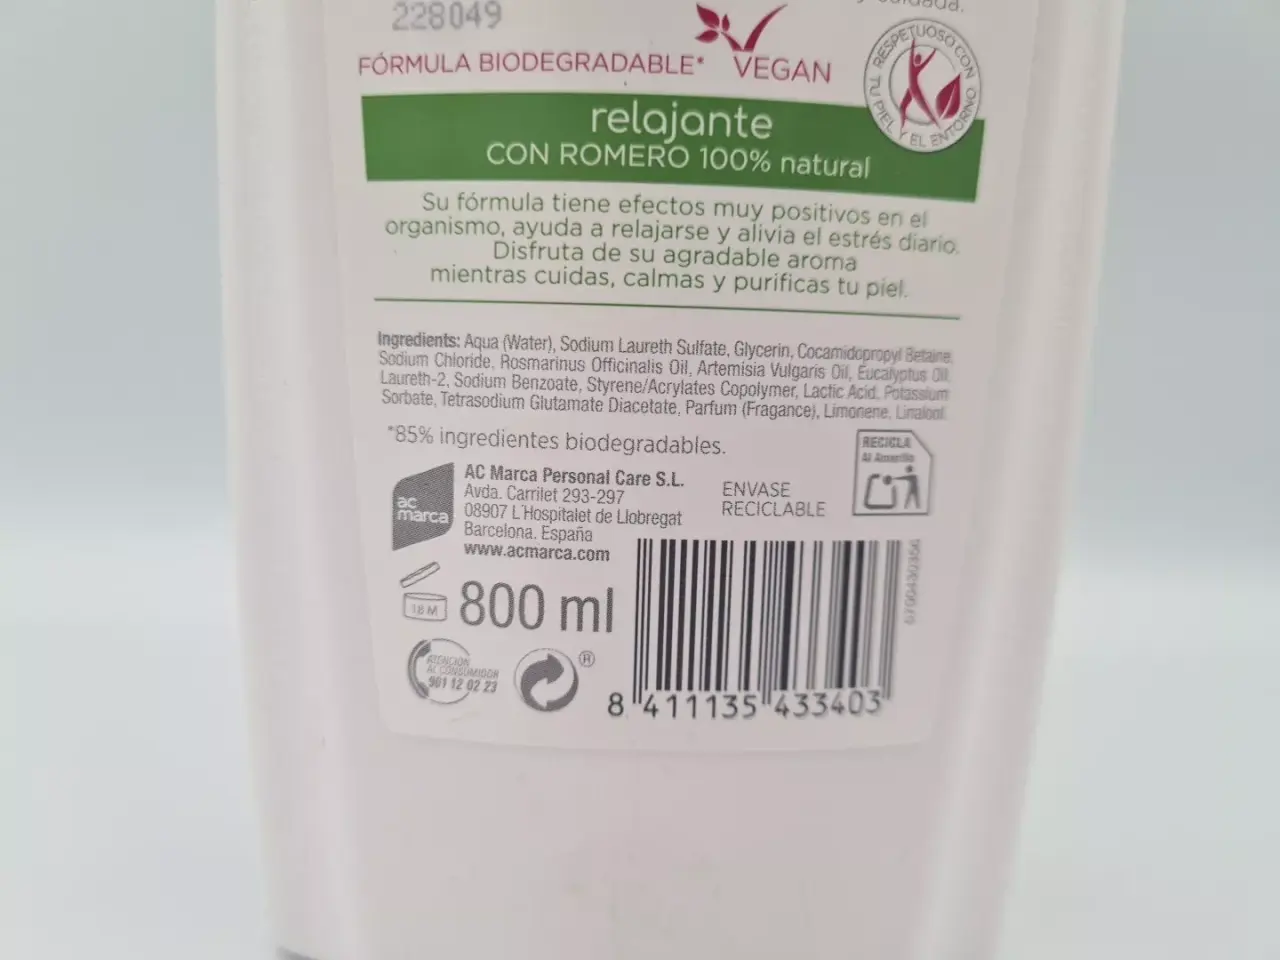 228049
FÓRMULA BIODEGRADABLE*
VEGAN
RESPETUOSO CON TU PIEL Y EL ENTORNO
relajante
CON ROMERO 100% natural
Su fórmula tiene efectos muy positivos en el
organismo, ayuda a relajarse y alivia el estrés diario.
Disfruta de su agradable aroma
mientras cuidas, calmas y purificas tu piel.
Ingredients: Aqua (Water), Sodium Laureth Sulfate, Glycerin, Cocamidopropyl Betaine,
Sodium Chloride, Rosmarinus Officinalis Oil, Artemisia Vulgaris Oil, Eucalyptus Oil,
Laureth-2, Sodium Benzoate, Styrene/Acrylates Copolymer, Lactic Acid, Potassium
Sorbate, Tetrasodium Glutamate Diacetate, Parfum (Fragance), Limonene, Linalool.
*85% ingredientes biodegradables.
RECICLA
Al Amarillo
ac
marca
AC Marca Personal Care S.L.
Avda. Carrilet 293-297
08907 L'Hospitalet de Llobregat
Barcelona. España
www.acmarca.com
ENVASE
RECICLABLE
18 M
800 ml
ATENCIÓN
AL CONSUMIDOR
901 12 02 23
®
8 411135 433403